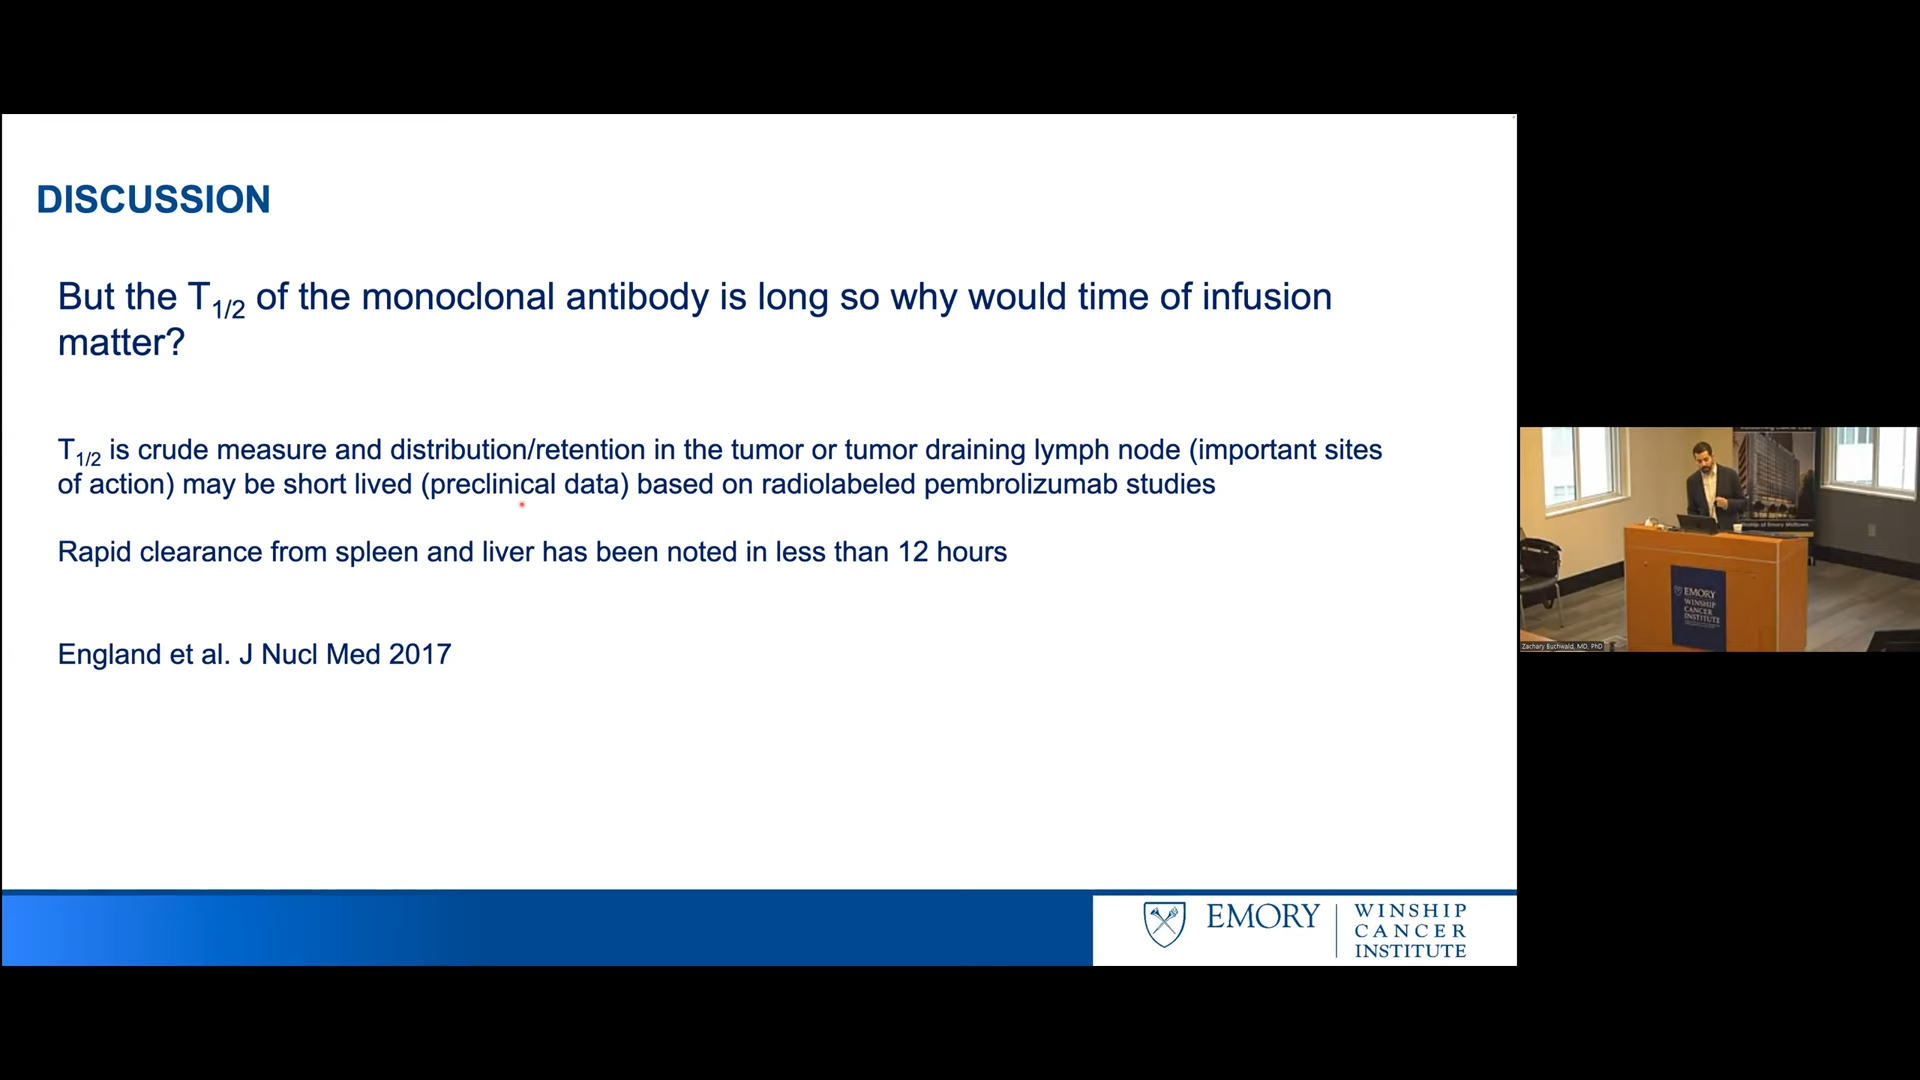 DISCUSSION
But the T1/2 of the monoclonal antibody is long so why would time of infusion
matter?
T1/2 is crude measure and distribution/retention in the tumor or tumor draining lymph node (important sites
of action) may be short lived (preclinical data) based on radiolabeled pembrolizumab studies
Rapid clearance from spleen and liver has been noted in less than 12 hours
England et al. J Nucl Med 2017
EMORY
WINSHIP
CANCER
INSTITUTE
EMORY
WINSHIP
CANCER
INSTITUTE
Zachary Buchwald, MD, PhD